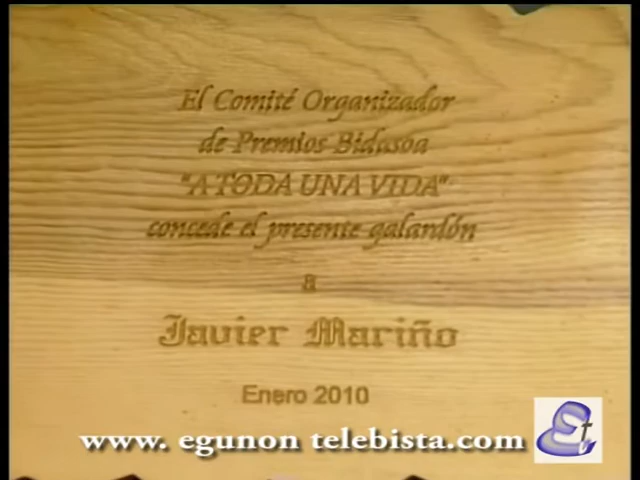 El Comité Organizador
de Premios Bidasoa
"A TODA UNA VIDA"
concede el presente galardón
a
Javier Mariño
Enero 2010
www. egunon telebista.com
Et